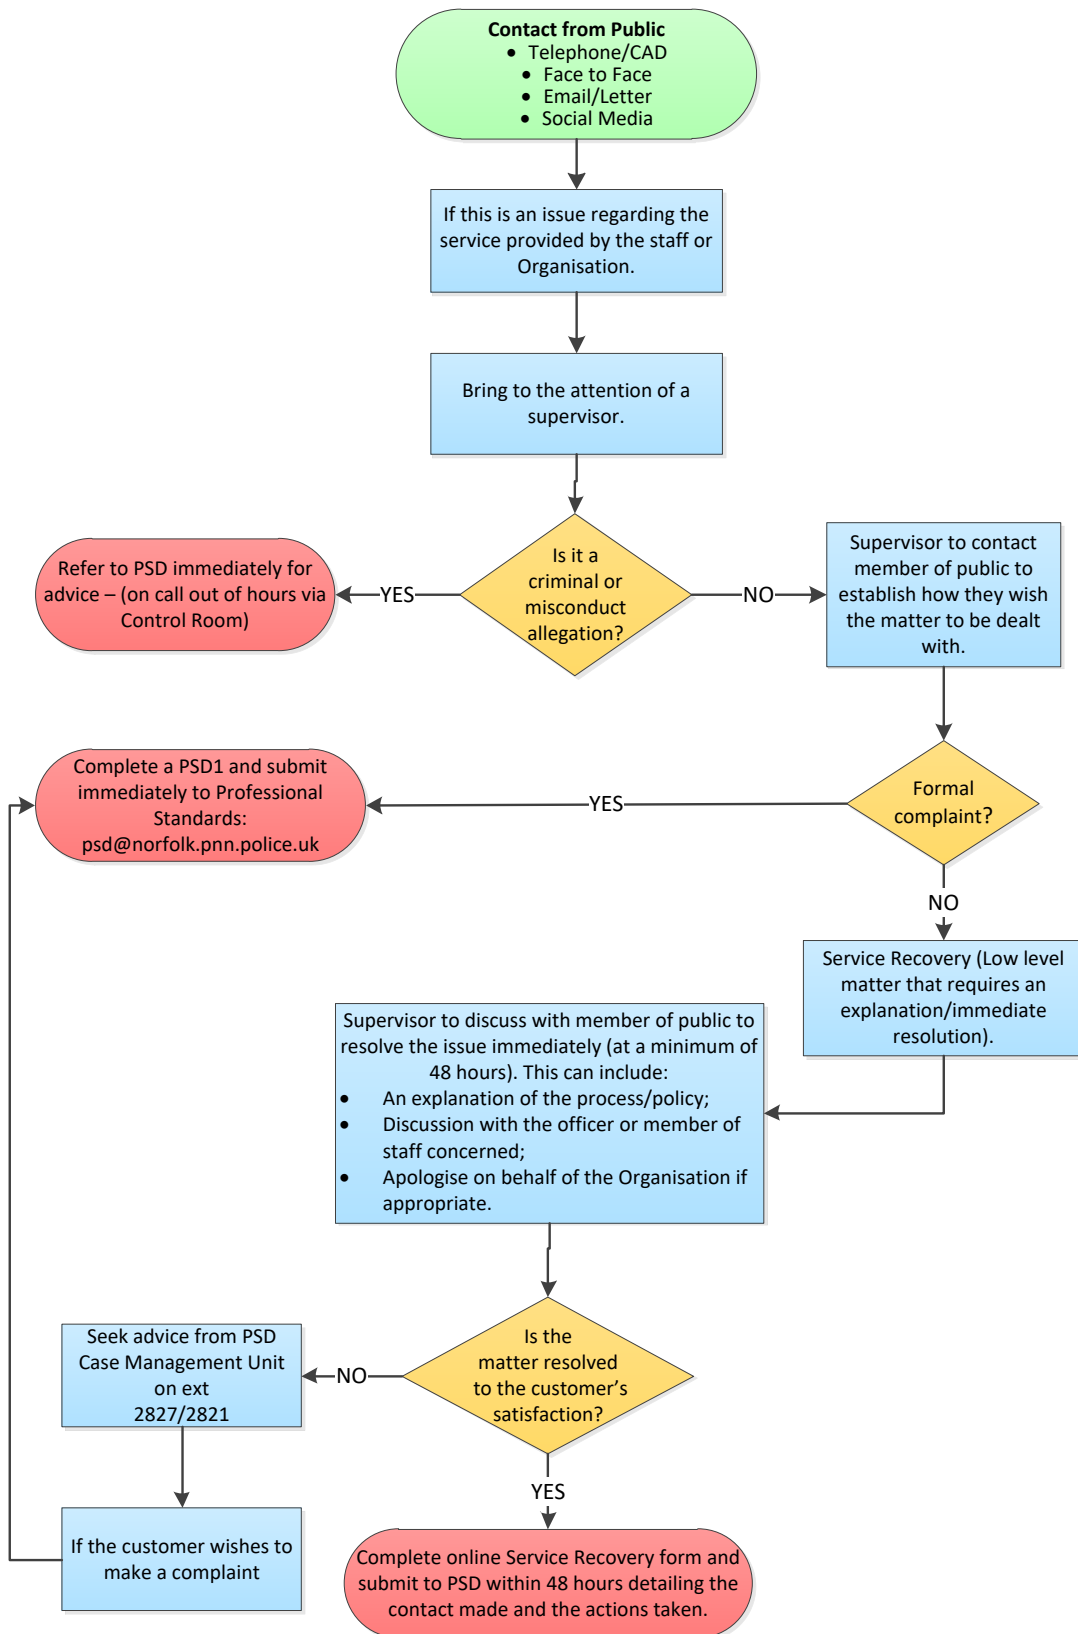 Contact from Public
• Telephone/CAD
• Face to Face
• Email/Letter
• Social Media
If this is an issue regarding the
service provided by the staff or
Organisation.
Bring to the attention of a
supervisor.
Is it a
criminal or
misconduct
allegation?
YES
NO
Refer to PSD immediately for
advice – (on call out of hours via
Control Room)
Supervisor to contact
member of public to
establish how they wish
the matter to be dealt
with.
Formal
complaint?
YES
Complete a PSD1 and submit
immediately to Professional
Standards:
psd@norfolk.pnn.police.uk
NO
Service Recovery (Low level
matter that requires an
explanation/immediate
resolution).
Supervisor to discuss with member of public to
resolve the issue immediately (at a minimum of
48 hours). This can include:
• An explanation of the process/policy;
• Discussion with the officer or member of
staff concerned;
• Apologise on behalf of the Organisation if
appropriate.
Is the
matter resolved
to the customer’s
satisfaction?
NO
Seek advice from PSD
Case Management Unit
on ext
2827/2821
If the customer wishes to
make a complaint
YES
Complete online Service Recovery form and
submit to PSD within 48 hours detailing the
contact made and the actions taken.